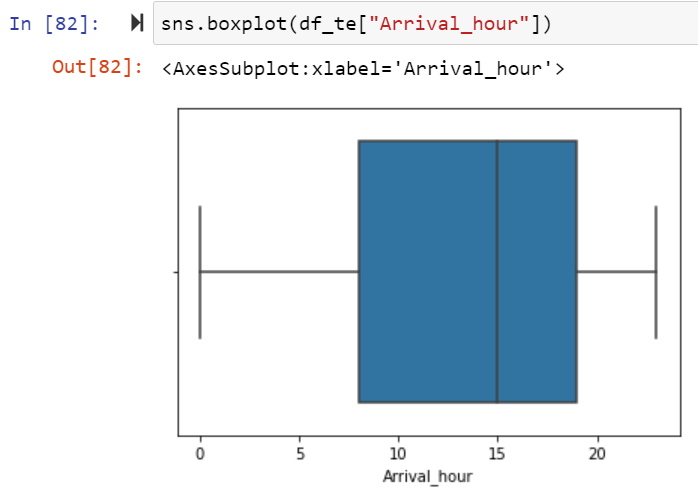 In [82]: sns.boxplot(df_te["Arrival_hour"])
Out[82]: <AxesSubplot:xlabel='Arrival_hour'>
0 5 10 15 20
Arrival_hour